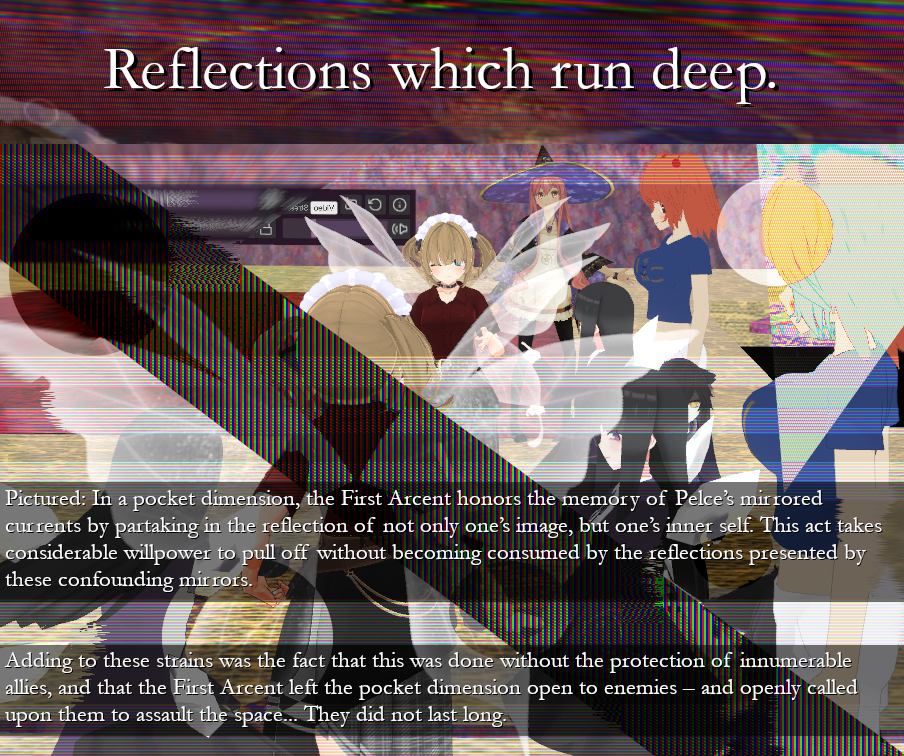 Reflections which run deep.
Video
Pictured: In a pocket dimension, the First Arcent honors the memory of Pelce’s mirrored
currents by partaking in the reflection of not only one’s image, but one’s inner self. This act takes
considerable willpower to pull off without becoming consumed by the reflections presented by
these confounding mirrors.
Adding to these strains was the fact that this was done without the protection of innumerable
allies, and that the First Arcent left the pocket dimension open to enemies – and openly called
upon them to assault the space... They did not last long.